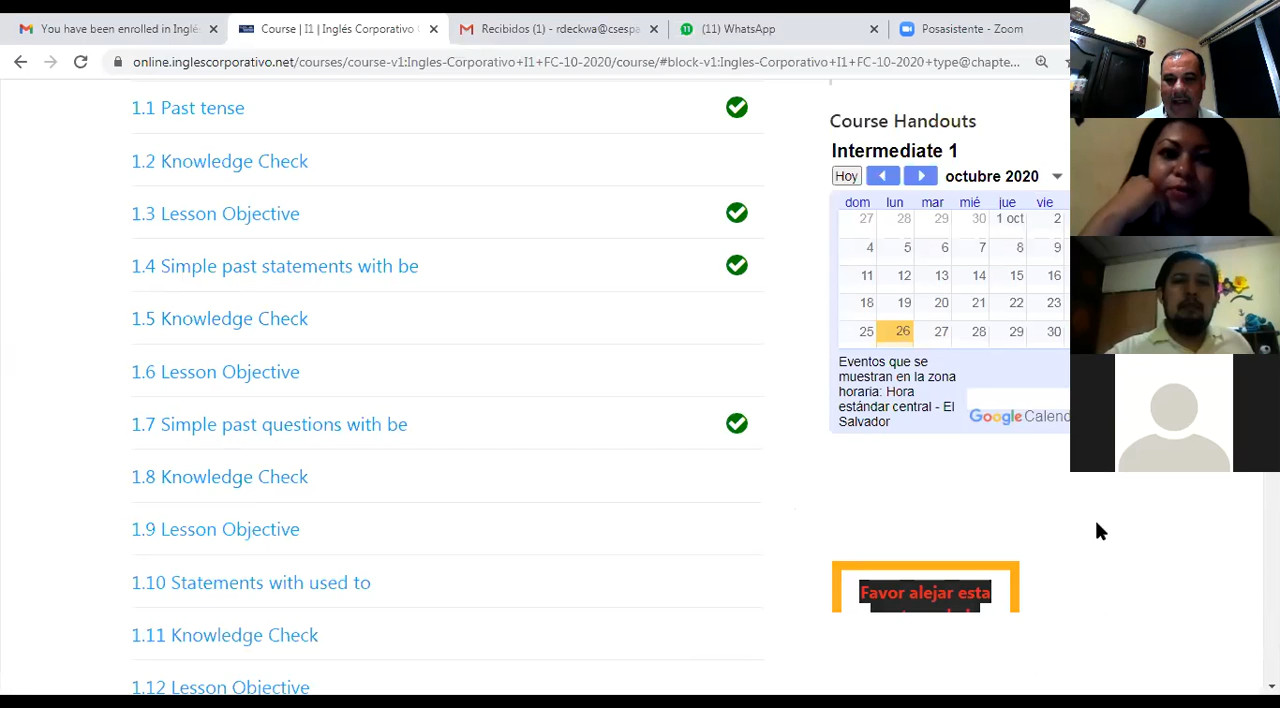 You have been enrolled in Inglé
Course | I1 | Inglés Corporativo
Recibidos (1) - rdeckwa@csespa
(11) WhatsApp
Posasistente - Zoom
online.inglescorporativo.net/courses/course-v1:Ingles-Corporativo+I1+FC-10-2020/course/#block-v1:Ingles-Corporativo+I1+FC-10-2020+type@chapte...
1.1 Past tense
1.2 Knowledge Check
1.3 Lesson Objective
1.4 Simple past statements with be
1.5 Knowledge Check
1.6 Lesson Objective
1.7 Simple past questions with be
1.8 Knowledge Check
1.9 Lesson Objective
1.10 Statements with used to
1.11 Knowledge Check
1.12 Lesson Objective
Course Handouts
Intermediate 1
Hoy octubre 2020
dom lun mar mié jue vie
27 28 29 30 1 oct 2
4 5 6 7 8 9
11 12 13 14 15 16
18 19 20 21 22 23
25 26 27 28 29 30
Eventos que se
muestran en la zona
horaria: Hora
estándar central - El
Salvador
Google Calend
Favor alejar esta